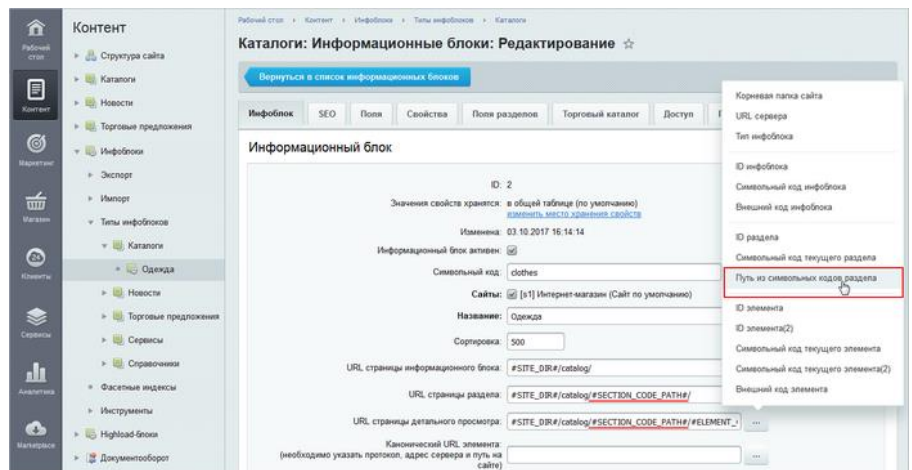 Рабочий стол
Контент
Маркетинг
Магазин
24
Клиенты
Сервисы
Аналитика
Marketplace
Контент
Структура сайта
Каталоги
Новости
Торговые предложения
Инфоблоки
Экспорт
Импорт
Типы инфоблоков
Каталоги
Одежда
Новости
Торговые предложения
Сервисы
Справочники
Фасетные индексы
Инструменты
Highload-блоки
Документооборот
Рабочий стол Контент Инфоблоки Типы инфоблоков Каталоги
Каталоги: Информационные блоки: Редактирование
Вернуться в список информационных блоков
Инфоблок SEO Поля Свойства Поля разделов Торговый каталог Доступ
Информационный блок
ID: 2
Значения свойств хранятся: в общей таблице (по умолчанию)
изменить место хранения свойств
Изменена: 03.10.2017 16:14:14
Информационный блок активен:
Символьный код: clothes
Сайты: [s1] Интернет-магазин (Сайт по умолчанию)
Название: Одежда
Сортировка: 500
URL страницы информационного блока: #SITE_DIR#/catalog/
URL страницы раздела: #SITE_DIR#/catalog/#SECTION_CODE_PATH#/
URL страницы детального просмотра: #SITE_DIR#/catalog/#SECTION_CODE_PATH#/#ELEMENT_ ...
Канонический URL элемента:
(необходимо указать протокол, адрес сервера и путь на
сайте) ...
Корневая папка сайта
URL сервера
Тип инфоблока
ID инфоблока
Символьный код инфоблока
Внешний код инфоблока
ID раздела
Символьный код текущего раздела
Путь из символьных кодов раздела
ID элемента
ID элемента(2)
Символьный код текущего элемента
Символьный код текущего элемента(2)
Внешний код элемента